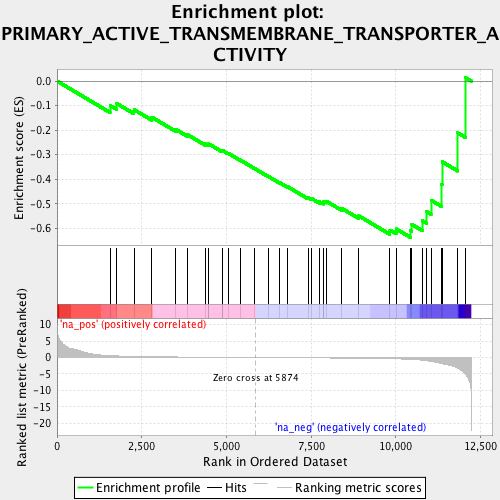 Enrichment plot:
PRIMARY_ACTIVE_TRANSMEMBRANE_TRANSPORTER_A
CTIVITY
Enrichment score (ES)
0.0
-0.1
-0.2
-0.3
-0.4
-0.5
-0.6
'na_pos' (positively correlated)
Ranked list metric (PreRanked)
10
5
0
-5
-10
-15
-20
Zero cross at 5874
'na_neg' (negatively correlated)
0
2,500
5,000
7,500
10,000
12,500
Rank in Ordered Dataset
Enrichment profile
Hits
Ranking metric scores